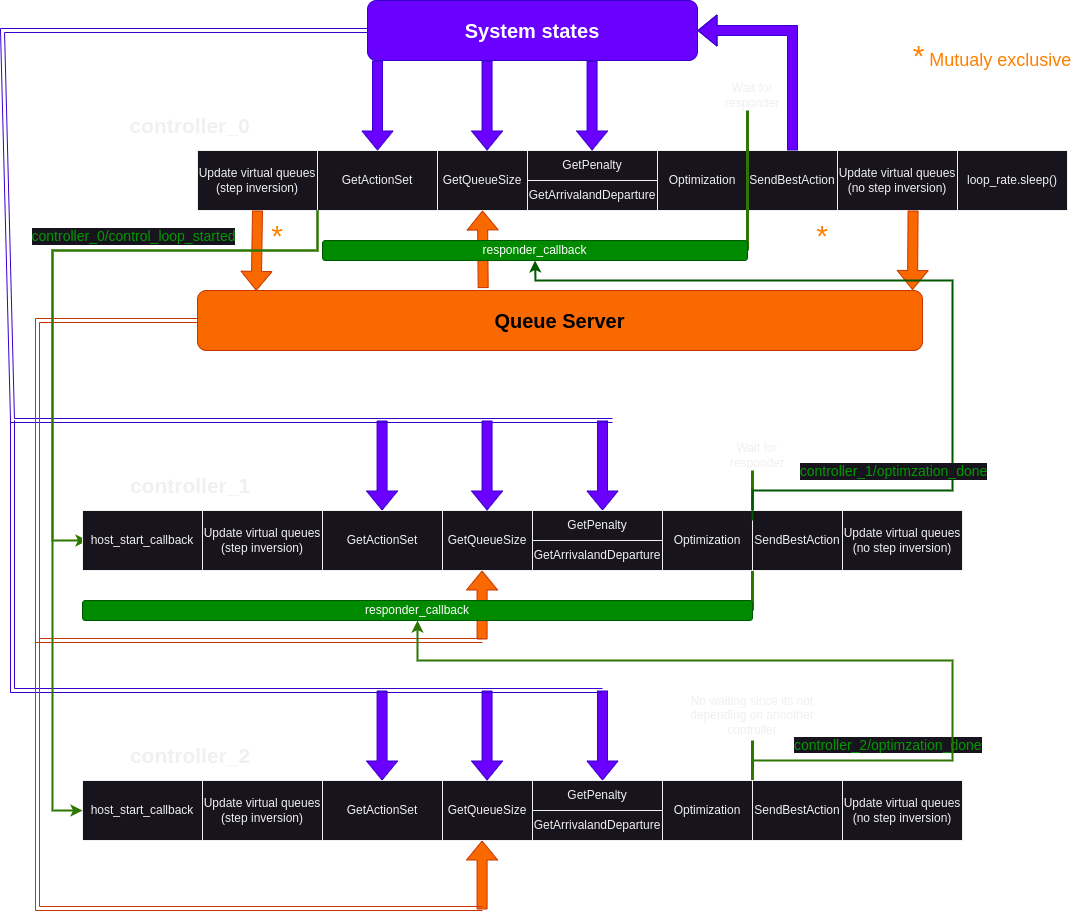 System states
* Mutualy exclusive
Wait for
responder
controller_0
Update virtual queues
(step inversion)
GetActionSet
GetQueueSize
GetPenalty
GetArrivalandDeparture
Optimization
SendBestAction
Update virtual queues
(no step inversion)
loop_rate.sleep()
controller_0/control_loop_started
*
*
responder_callback
Queue Server
Wait for
responder
controller_1/optimzation_done
controller_1
host_start_callback
Update virtual queues
(step inversion)
GetActionSet
GetQueueSize
GetPenalty
GetArrivalandDeparture
Optimization
SendBestAction
Update virtual queues
(no step inversion)
responder_callback
No waiting since its not
depending on anoother
controller
controller_2/optimzation_done
controller_2
host_start_callback
Update virtual queues
(step inversion)
GetActionSet
GetQueueSize
GetPenalty
GetArrivalandDeparture
Optimization
SendBestAction
Update virtual queues
(no step inversion)